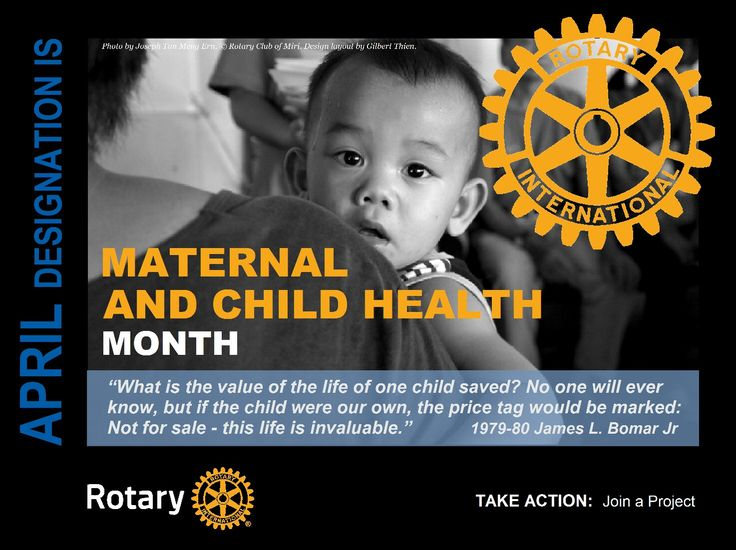 Photo by Joseph Tan Meng Ern, © Rotary Club of Miri, Design layout by Gilbert Thien.
APRIL DESIGNATION IS
ROTARY
INTERNATIONAL
MATERNAL
AND CHILD HEALTH
MONTH
“What is the value of the life of one child saved? No one will ever
know, but if the child were our own, the price tag would be marked:
Not for sale - this life is invaluable.” 1979-80 James L. Bomar Jr
Rotary
ROTARY
INTERNATIONAL
®
TAKE ACTION: Join a Project